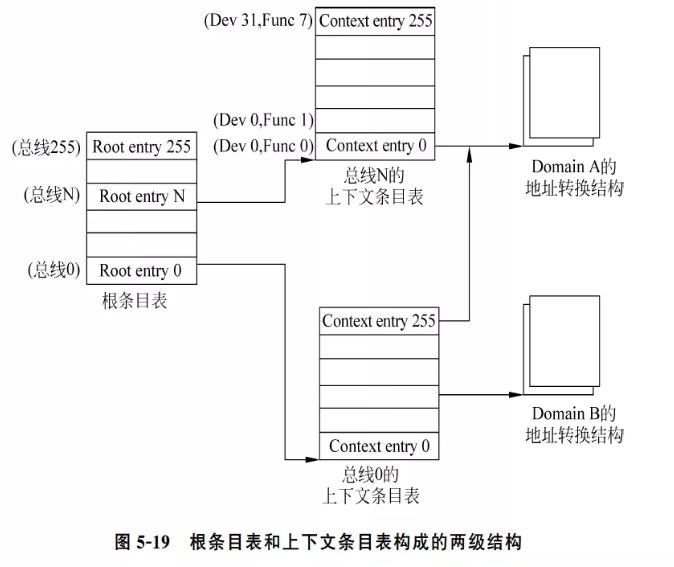 (Dev 31,Func 7) Context entry 255
(Dev 0,Func 1)
(Dev 0,Func 0) Context entry 0
总线N的
上下文条目表
Domain A的
地址转换结构
(总线255) Root entry 255
(总线N) Root entry N
(总线0) Root entry 0
根条目表
Context entry 255
Context entry 0
总线0的
上下文条目表
Domain B的
地址转换结构
图 5-19 根条目表和上下文条目表构成的两级结构